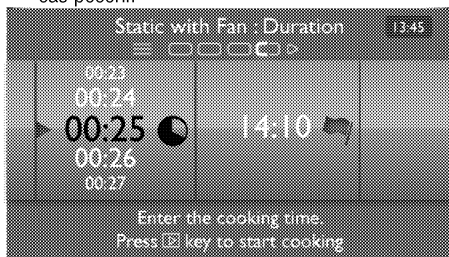 Static with Fan : Duration
13:45
00:23
00:24
00:25
14:10
00:26
00:27
Enter the cooking time.
Press key to start cooking